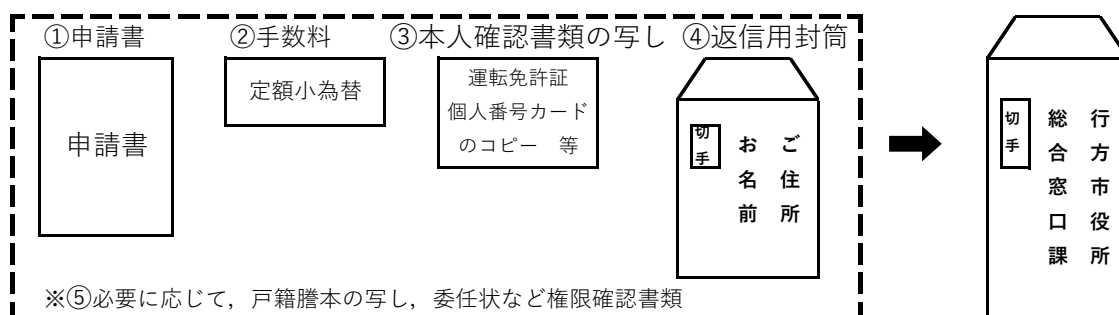 ①申請書
②手数料
③本人確認書類の写し
④返信用封筒
申請書
定額小為替
運転免許証
個人番号カード
のコピー　等
切手
ご住所
お名前
※⑤必要に応じて，戸籍謄本の写し，委任状など権限確認書類
切手
行方市役所
総合窓口課